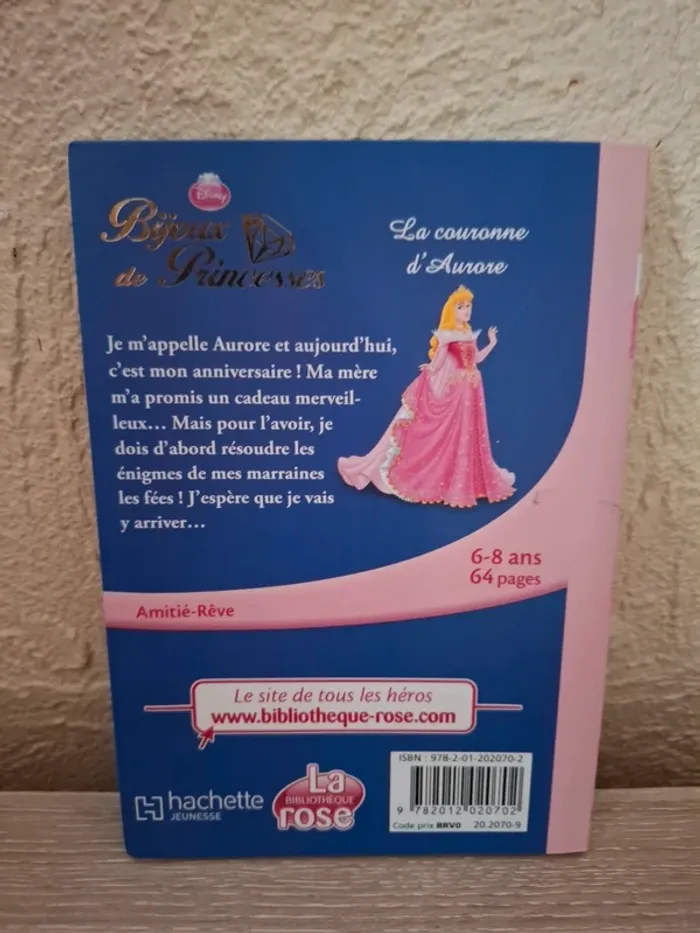 Disney
Bijoux
de Princesses
La couronne
d'Aurore
Je m'appelle Aurore et aujourd'hui,
c'est mon anniversaire ! Ma mère
m'a promis un cadeau merveil-
leux... Mais pour l'avoir, je
dois d'abord résoudre les
énigmes de mes marraines
les fées ! J'espère que je vais
y arriver...
6-8 ans
64 pages
Amitié-Rêve
Le site de tous les héros
www.bibliotheque-rose.com
hachette
JEUNESSE
La
BIBLIOTHÈQUE
rose
ISBN : 978-2-01-202070-2
9 782012 020702
Code prix BRV0 20.2070-9